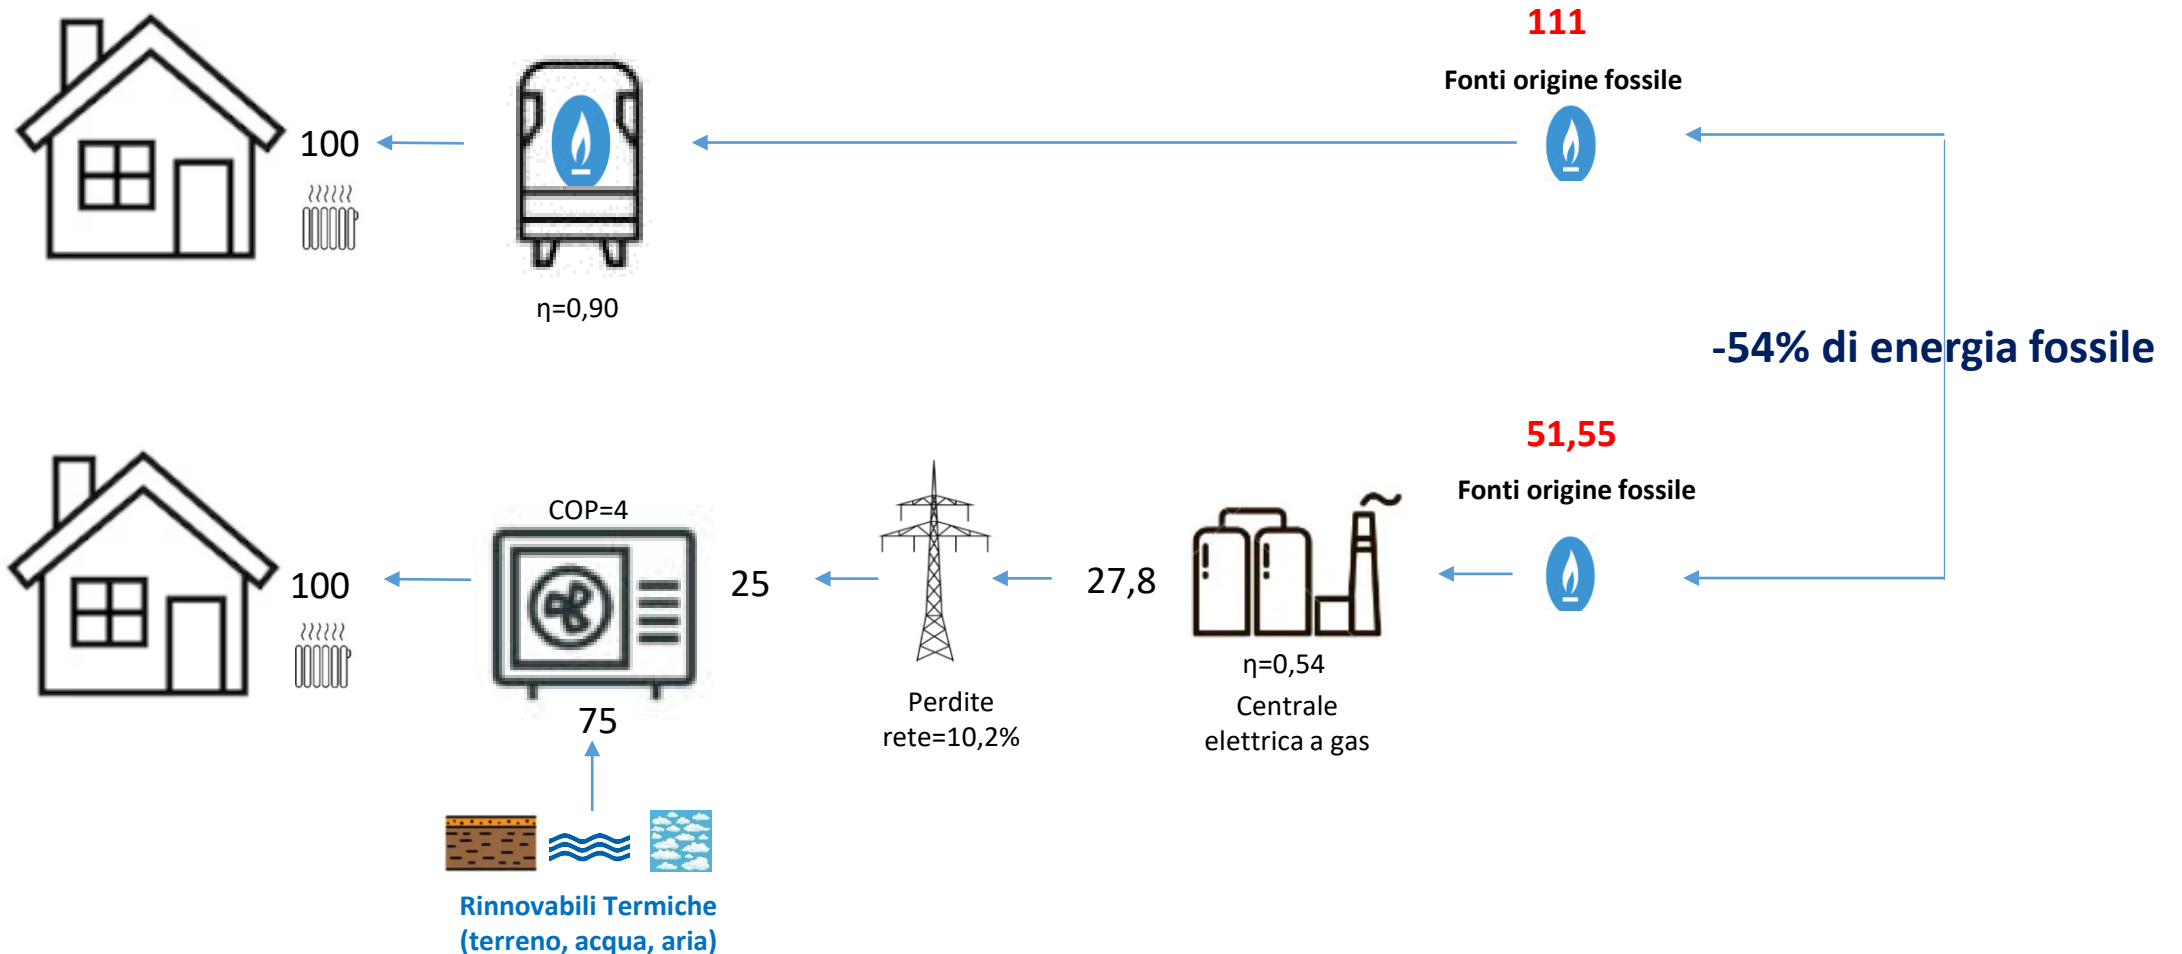 111
Fonti origine fossile
100
η=0,90
-54% di energia fossile
51,55
Fonti origine fossile
COP=4
100
25
27,8
η=0,54
Centrale
elettrica a gas
Perdite
rete=10,2%
75
Rinnovabili Termiche
(terreno, acqua, aria)